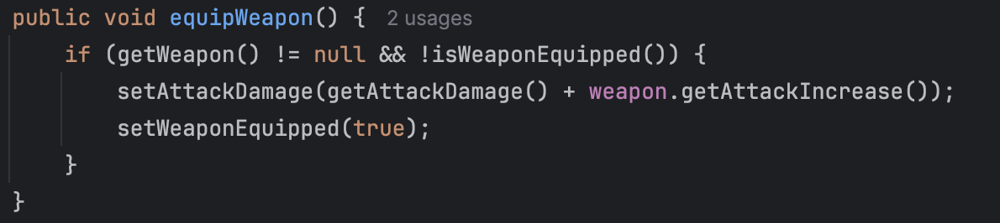 public void equipWeapon() { 2 usages
if (getWeapon() != null && !isWeaponEquipped()) {
setAttackDamage(getAttackDamage() + weapon.getAttackIncrease());
setWeaponEquipped(true);
}
}